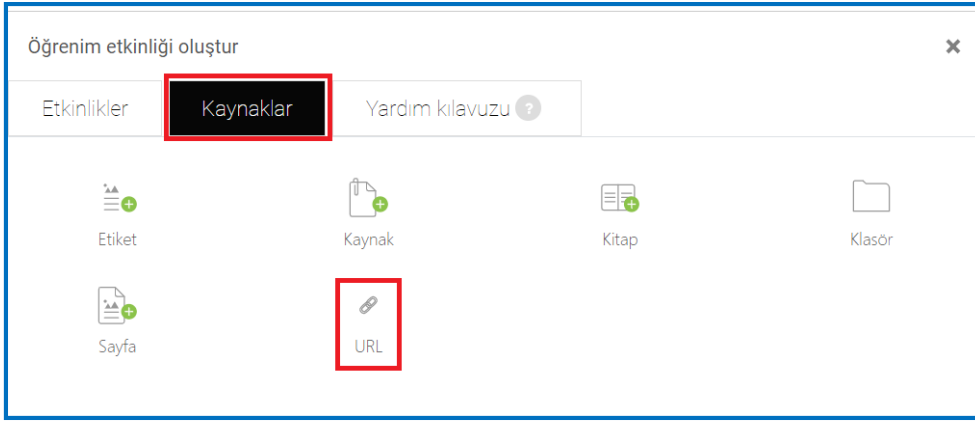 Öğrenim etkinliği oluştur
Etkinlikler Kaynaklar Yardım kılavuzu ?
Etiket Kaynak Kitap Klasör
Sayfa URL